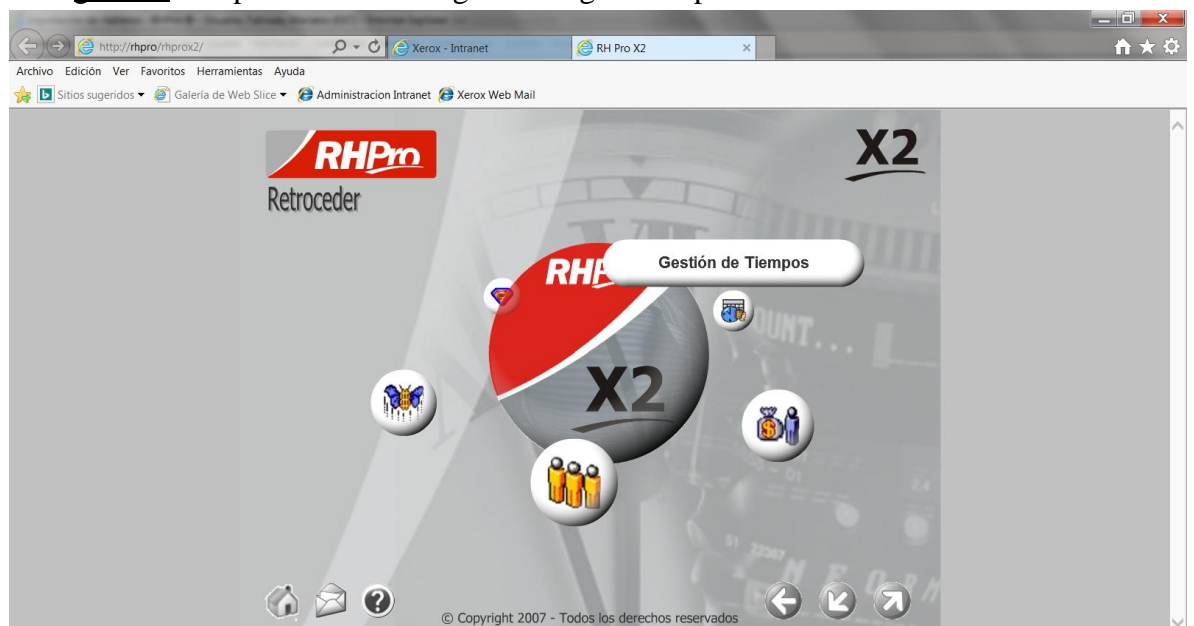 http://rhpro/rhprox2/
Xerox - Intranet
RH Pro X2
Archivo Edición Ver Favoritos Herramientas Ayuda
Sitios sugeridos Galería de Web Slice Administracion Intranet Xerox Web Mail
RHPro
X2
Retroceder
Gestión de Tiempos
RHP
OUNT...
X2
© Copyright 2007 - Todos los derechos reservados